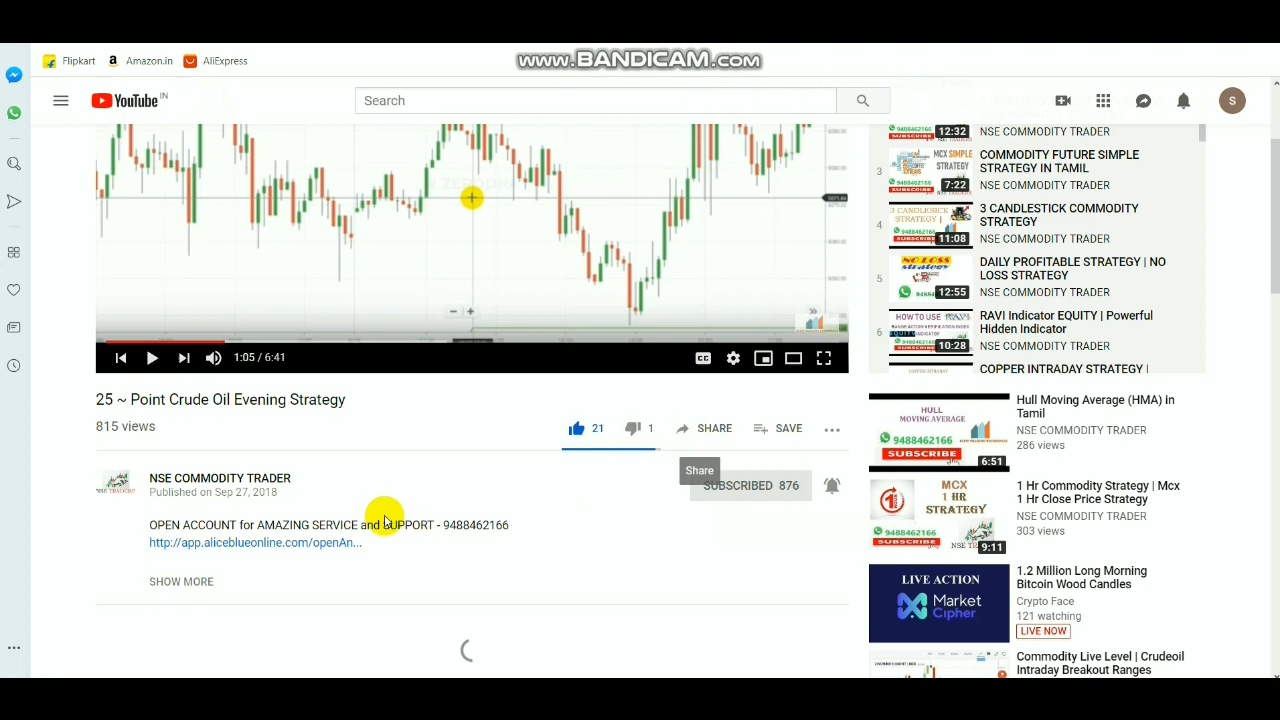 Flipkart
Amazon.in
AliExpress
www.BANDICAM.com
YouTube IN
Search
S
1:05 / 6:41
CC
25 ~ Point Crude Oil Evening Strategy
815 views
21
1
SHARE
SAVE
Share
SUBSCRIBED 876
NSE COMMODITY TRADER
Published on Sep 27, 2018
OPEN ACCOUNT for AMAZING SERVICE and SUPPORT - 9488462166
SHOW MORE
12:32
NSE COMMODITY TRADER
3
MCX SIMPLE
STRATEGY
7:22
COMMODITY FUTURE SIMPLE
STRATEGY IN TAMIL
NSE COMMODITY TRADER
4
11:08
3 CANDLESTICK COMMODITY
STRATEGY
NSE COMMODITY TRADER
5
12:55
DAILY PROFITABLE STRATEGY | NO
LOSS STRATEGY
NSE COMMODITY TRADER
6
HOW TO USE
10:28
RAVI Indicator EQUITY | Powerful
Hidden Indicator
NSE COMMODITY TRADER
COPPER INTRADAY STRATEGY |
HULL
MOVING AVERAGE
9488462166
SUBSCRIBE
6:51
Hull Moving Average (HMA) in
Tamil
NSE COMMODITY TRADER
286 views
MCX
1 HR
STRATEGY
9488462166
SUBSCRIBE
9:11
1 Hr Commodity Strategy | Mcx
1 Hr Close Price Strategy
NSE COMMODITY TRADER
303 views
LIVE ACTION
Market
Cipher
1.2 Million Long Morning
Bitcoin Wood Candles
Crypto Face
121 watching
LIVE NOW
Commodity Live Level | Crudeoil
Intraday Breakout Ranges